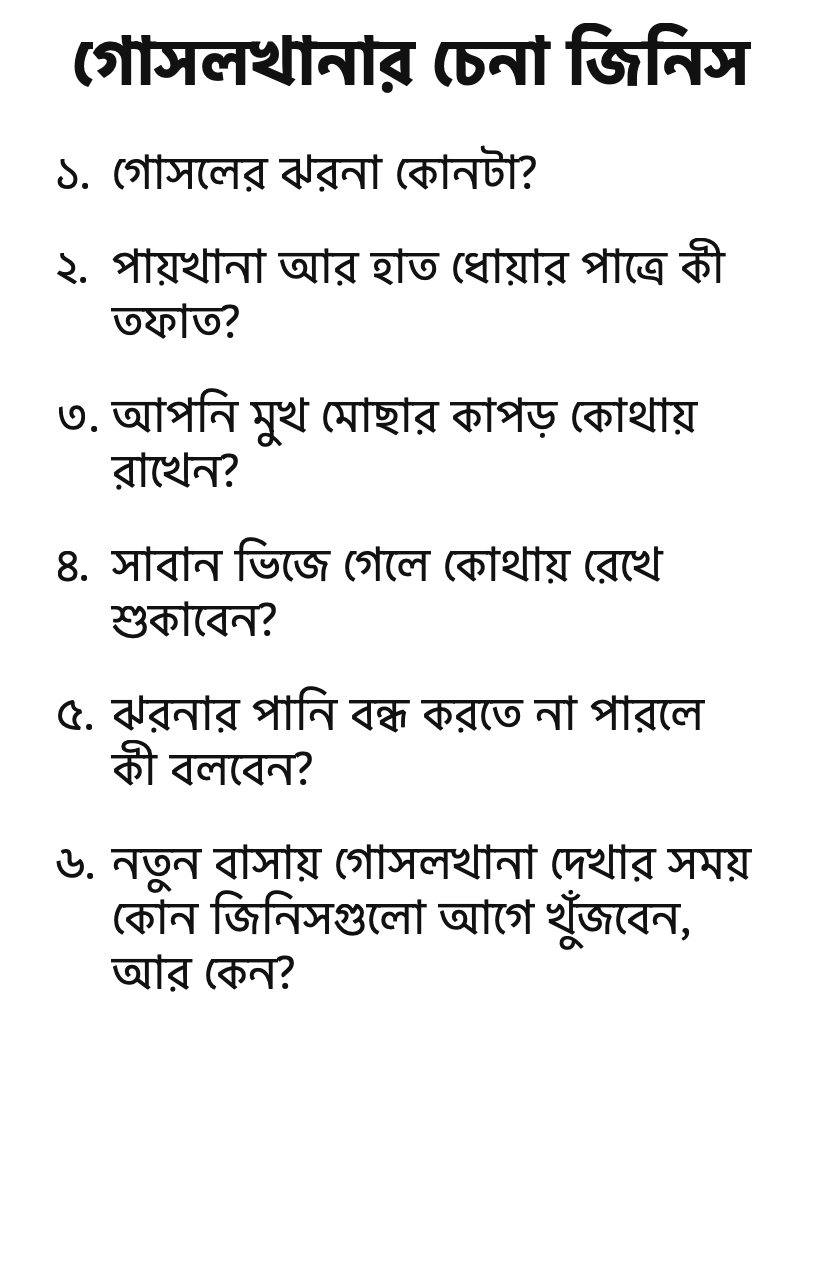 গোসলখানার চেনা জিনিস
১. গোসলের ঝরনা কোনটা?
২. পায়খানা আর হাত ধোয়ার পাত্রে কী
তফাত?
৩. আপনি মুখ মোছার কাপড় কোথায়
রাখেন?
৪. সাবান ভিজে গেলে কোথায় রেখে
শুকাবেন?
৫. ঝরনার পানি বন্ধ করতে না পারলে
কী বলবেন?
৬. নতুন বাসায় গোসলখানা দেখার সময়
কোন জিনিসগুলো আগে খুঁজবেন,
আর কেন?